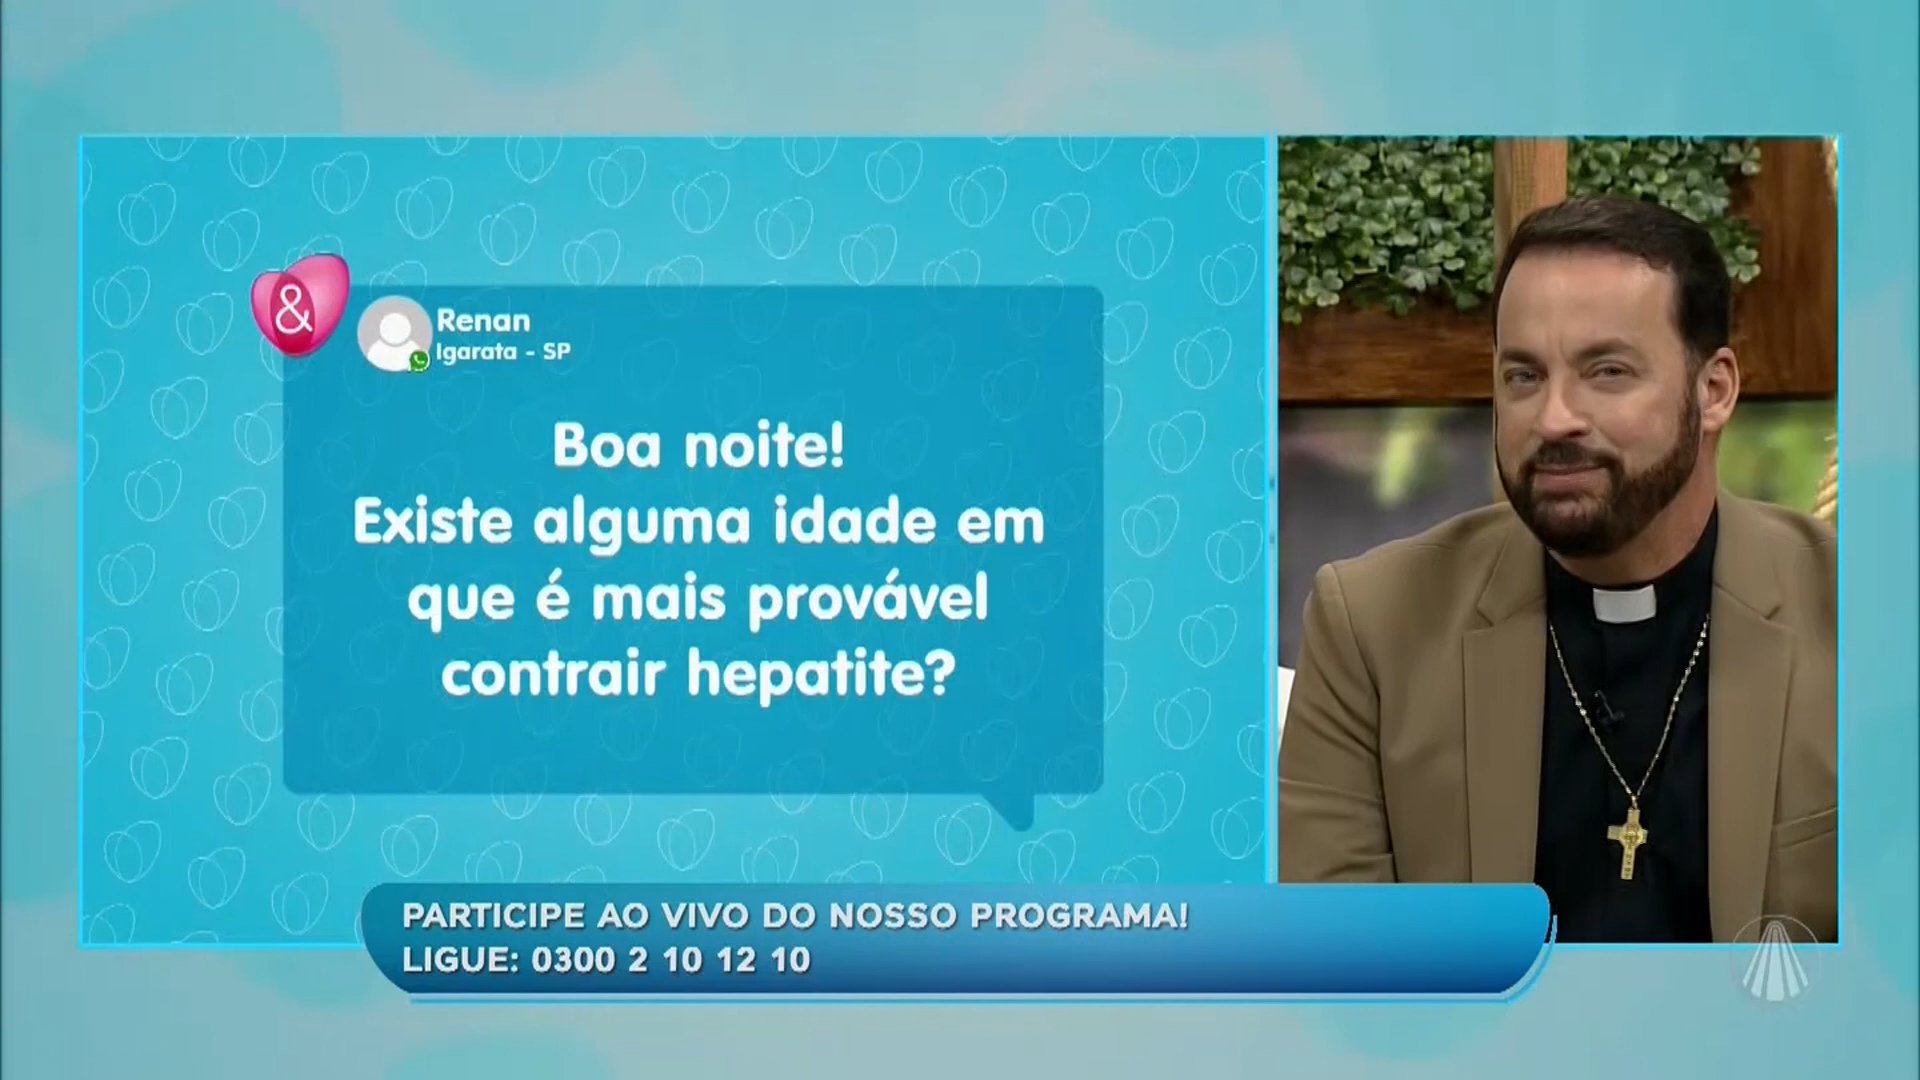 &
Renan
Igarata - SP
Boa noite!
Existe alguma idade em
que é mais provável
contrair hepatite?
PARTICIPE AO VIVO DO NOSSO PROGRAMA!
LIGUE: 0300 2 10 12 10